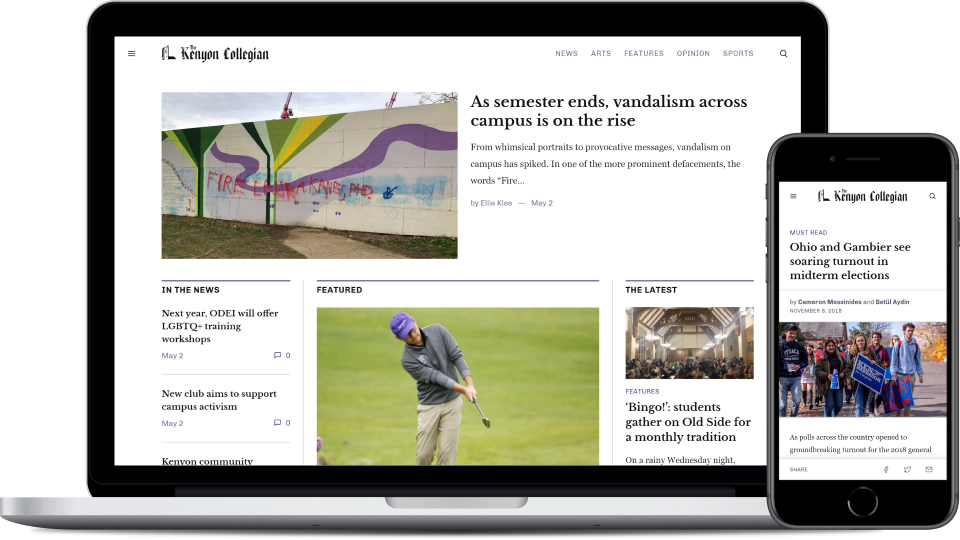 The
Kenyon Collegian
NEWS ARTS FEATURES OPINION SPORTS
FIRE LAURA KANE, PHD
As semester ends, vandalism across
campus is on the rise
From whimsical portraits to provocative messages, vandalism on
campus has spiked. In one of the more prominent defacements, the
words “Fire...
by Ellie Klee — May 2
IN THE NEWS
Next year, ODEI will offer
LGBTQ+ training
workshops
May 2 0
New club aims to support
campus activism
May 2 0
Kenyon community
FEATURED
THE LATEST
FEATURES
‘Bingo!’: students
gather on Old Side for
a monthly tradition
On a rainy Wednesday night,
The
Kenyon Collegian
MUST READ
Ohio and Gambier see
soaring turnout in
midterm elections
by Cameron Messinides and Betül Aydin
NOVEMBER 8, 2018
ITHACA
As polls across the country opened to
groundbreaking turnout for the 2018 general
SHARE